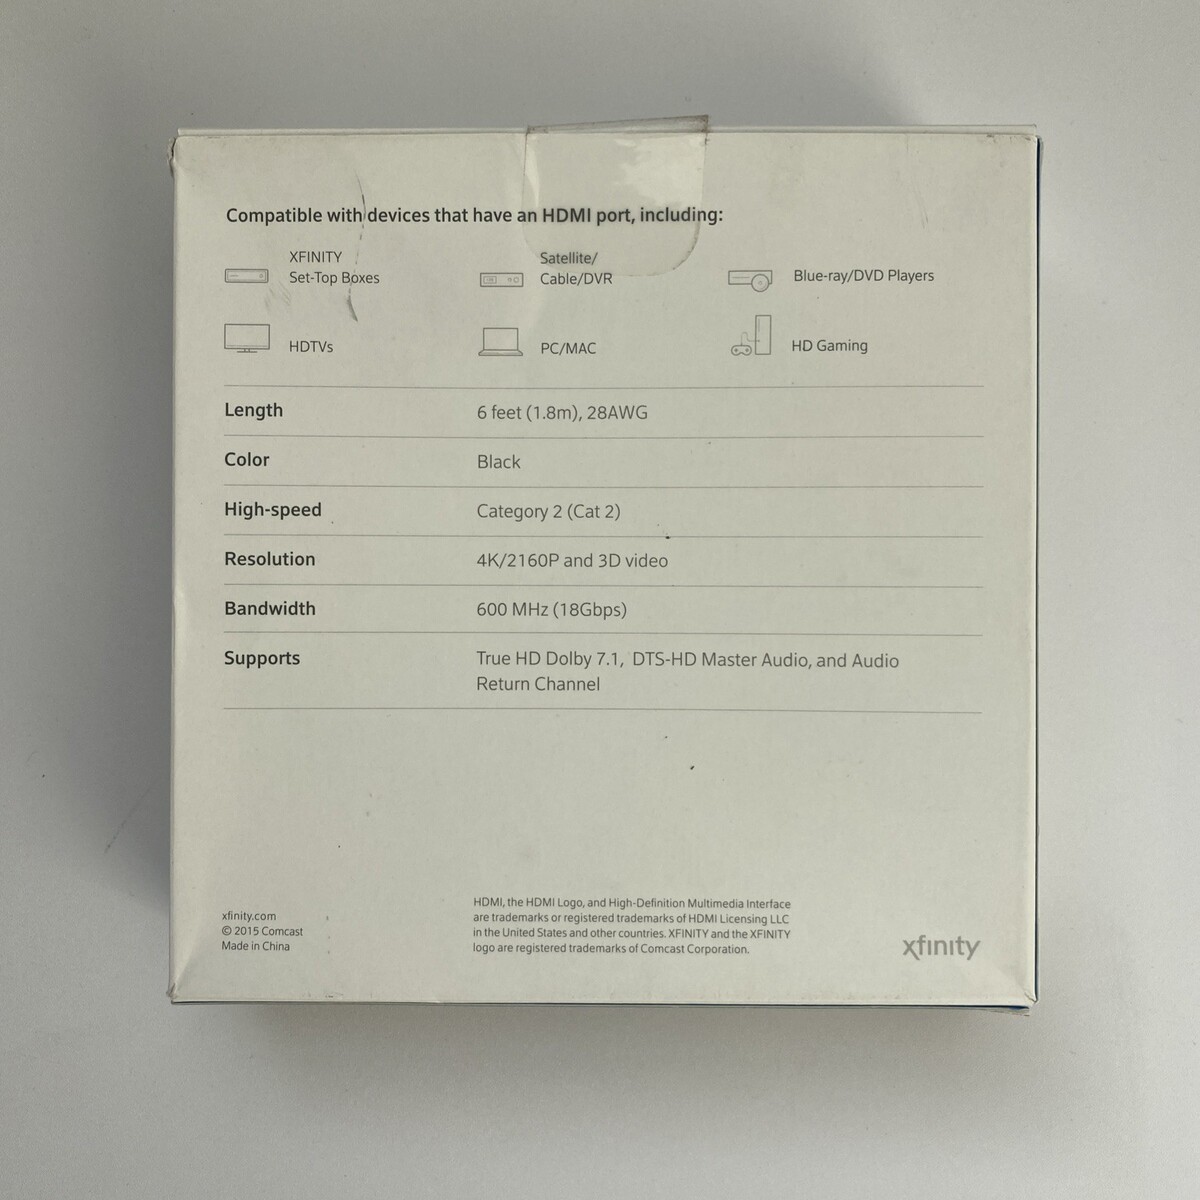 Compatible with devices that have an HDMI port, including:
XFINITY
Set-Top Boxes
Satellite/
Cable/DVR
Blue-ray/DVD Players
HDTVs
PC/MAC
HD Gaming
Length 6 feet (1.8m), 28AWG
Color Black
High-speed Category 2 (Cat 2)
Resolution 4K/2160P and 3D video
Bandwidth 600 MHz (18Gbps)
Supports True HD Dolby 7.1, DTS-HD Master Audio, and Audio
Return Channel
xfinity.com
© 2015 Comcast
Made in China
HDMI, the HDMI Logo, and High-Definition Multimedia Interface
are trademarks or registered trademarks of HDMI Licensing LLC
in the United States and other countries. XFINITY and the XFINITY
logo are registered trademarks of Comcast Corporation.
xfinity